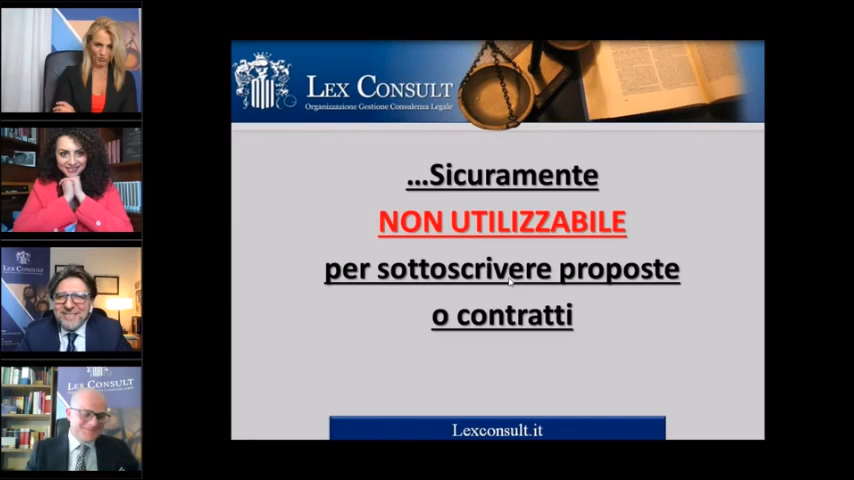 LEX CONSULT
Organizzazione Gestione Consulenza Legale
...Sicuramente
NON UTILIZZABILE
per sottoscrivere proposte
o contratti
Lexconsult.it
LEX CONSULT
LEX CONSULT